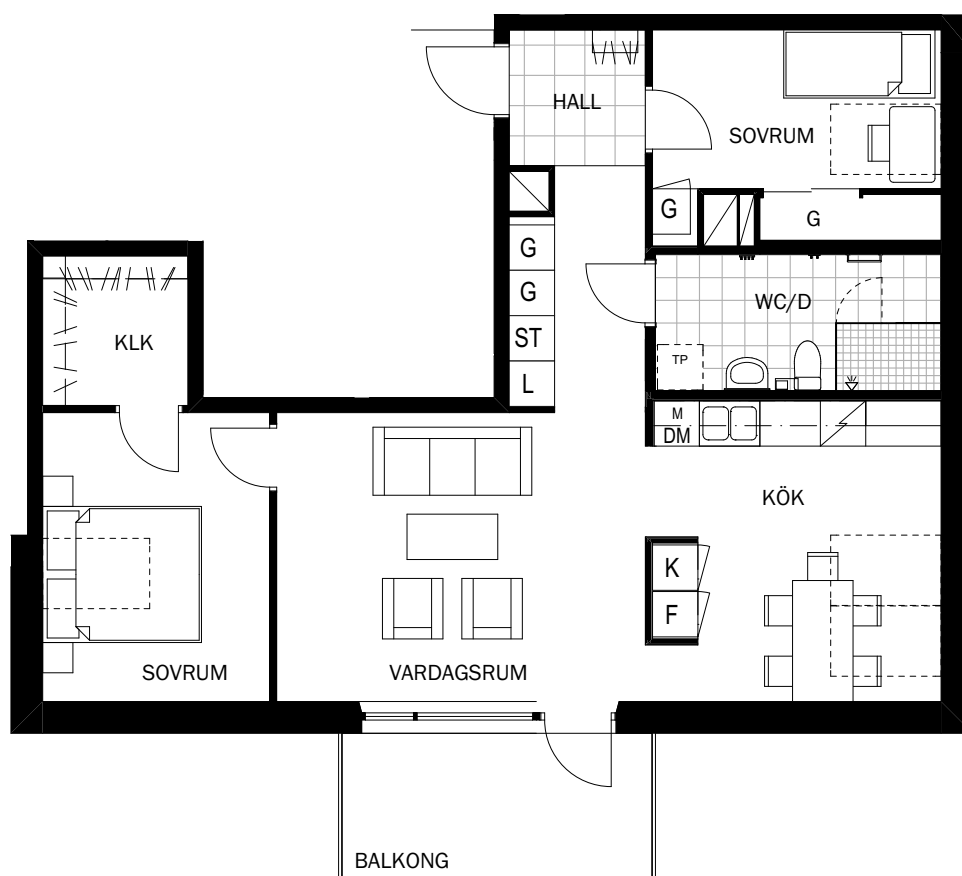 HALL
SOVRUM
G
G
G
G
ST
L
WC/D
TP
KLK
M
DM
KÖK
K
F
SOVRUM
VARDAGSRUM
BALKONG